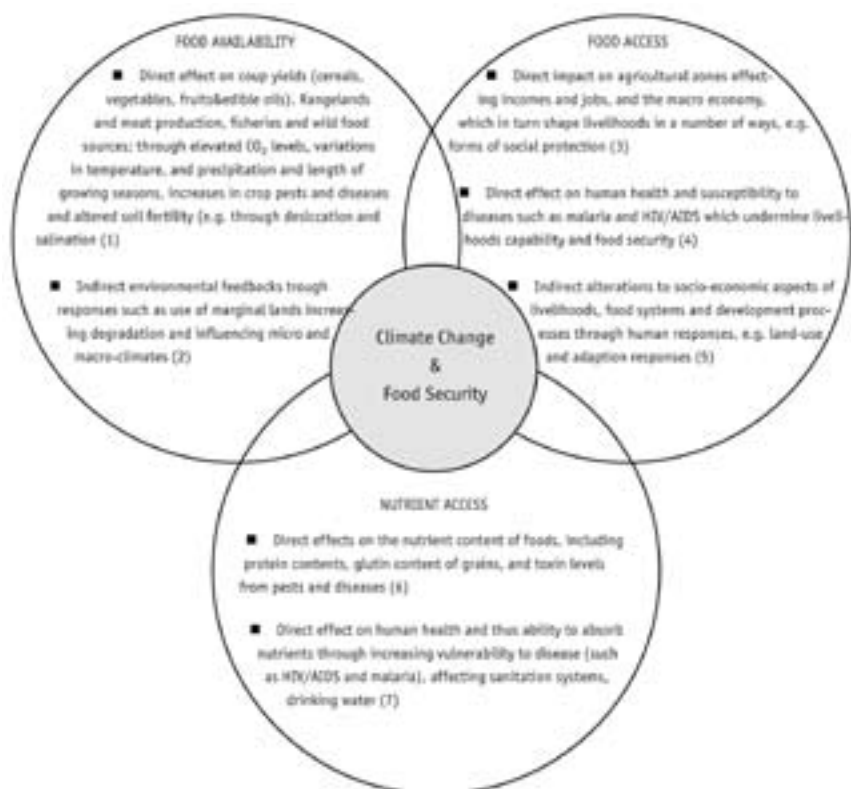 FOOD AVAILABILITY
■ Direct effect on coup yields (cereals,
vegetables, fruits&edible oils). Rangelands
and meat production, fisheries and wild food
sources; through elevated CO₂ levels, variations
in temperature, and precipitation and length of
growing seasons, increases in crop pests and diseases
and altered soil fertility (e.g. through desiccation and
salination (1)
■ Indirect environmental feedbacks trough
responses such as use of marginal lands increas-
ing degradation and influencing micro and
macro-climates (2)
FOOD ACCESS
■ Direct impact on agricultural zones effect-
ing incomes and jobs, and the macro economy,
which in turn shape livelihoods in a number of ways, e.g.
forms of social protection (3)
■ Direct effect on human health and susceptibility to
diseases such as malaria and HIV/AIDS which undermine liveli-
hoods capability and food security (4)
■ Indirect alterations to socio-economic aspects of
livelihoods, food systems and development proc-
esses through human responses, e.g. land-use
and adaption responses (5)
Climate Change
&
Food Security
NUTRIENT ACCESS
■ Direct effects on the nutrient content of foods, including
protein contents, glutin content of grains, and toxin levels
from pests and diseases (6)
■ Direct effect on human health and thus ability to absorb
nutrients through increasing vulnerability to disease (such
as HIV/AIDS and malaria), affecting sanitation systems,
drinking water (7)